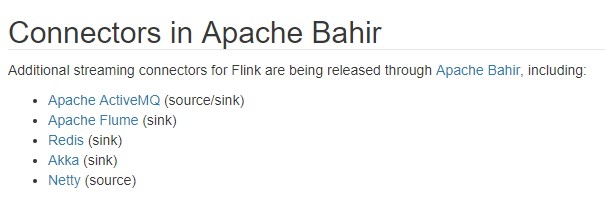 Connectors in Apache Bahir
Additional streaming connectors for Flink are being released through Apache Bahir, including:
• Apache ActiveMQ (source/sink)
• Apache Flume (sink)
• Redis (sink)
• Akka (sink)
• Netty (source)